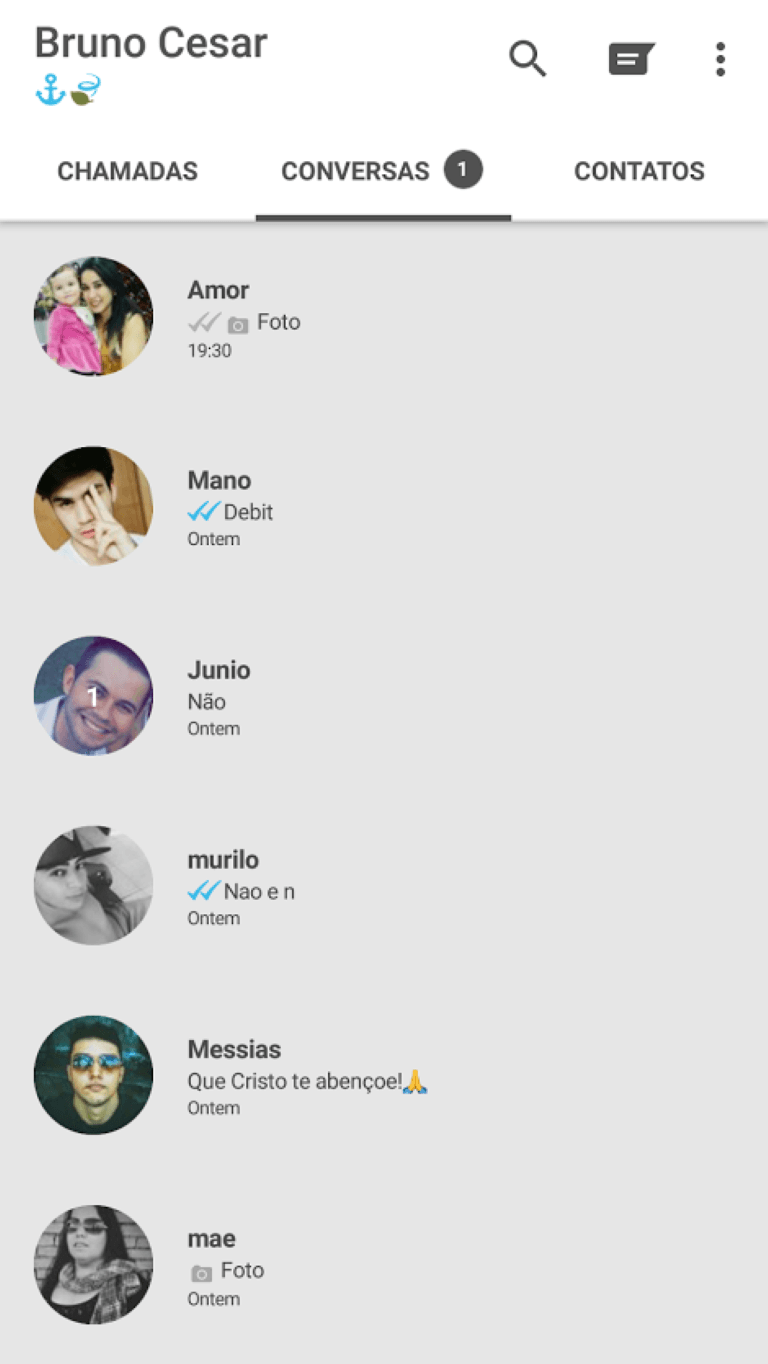 Bruno Cesar
⚓🍃
CHAMADAS
CONVERSAS 1
CONTATOS
Amor
Foto
19:30
Mano
Debit
Ontem
1
Junio
Não
Ontem
murilo
Nao e n
Ontem
Messias
Que Cristo te abençoe!🙏
Ontem
mae
Foto
Ontem